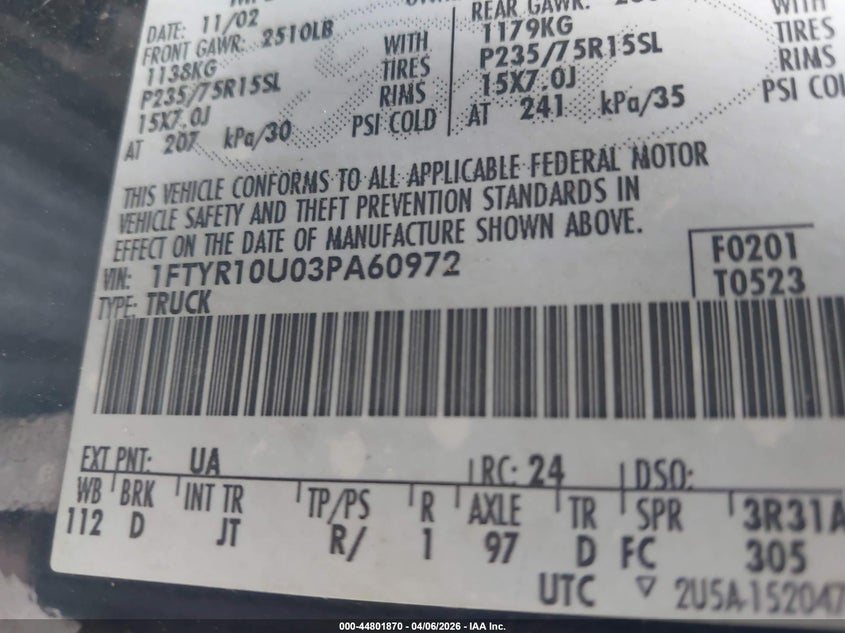 DATE: 11/02
FRONT GAWR: 2510LB
1138KG WITH
P235/75R15SL TIRES
15X7.0J RIMS
AT 207 kPa/30 PSI COLD
REAR GAWR:
1179KG WITH
P235/75R15SL TIRES
15X7.0J RIMS
AT 241 kPa/35 PSI COL
THIS VEHICLE CONFORMS TO ALL APPLICABLE FEDERAL MOTOR
VEHICLE SAFETY AND THEFT PREVENTION STANDARDS IN
EFFECT ON THE DATE OF MANUFACTURE SHOWN ABOVE.
VIN: 1FTYR10U03PA60972
F0201
T0523
TYPE: TRUCK
EXT PNT: UA RC: 24 DSO:
WB BRK INT TR TP/PS R AXLE TR SPR 3R31A
112 D JT R/ 1 97 D FC 305
UTC ▽ 2U5A-1520472
000-44801870 - 04/06/2026 - IAA Inc.